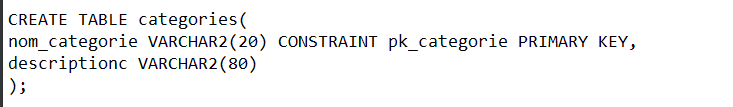 CREATE TABLE categories(
nom_categorie VARCHAR2(20) CONSTRAINT pk_categorie PRIMARY KEY,
descriptionc VARCHAR2(80)
);